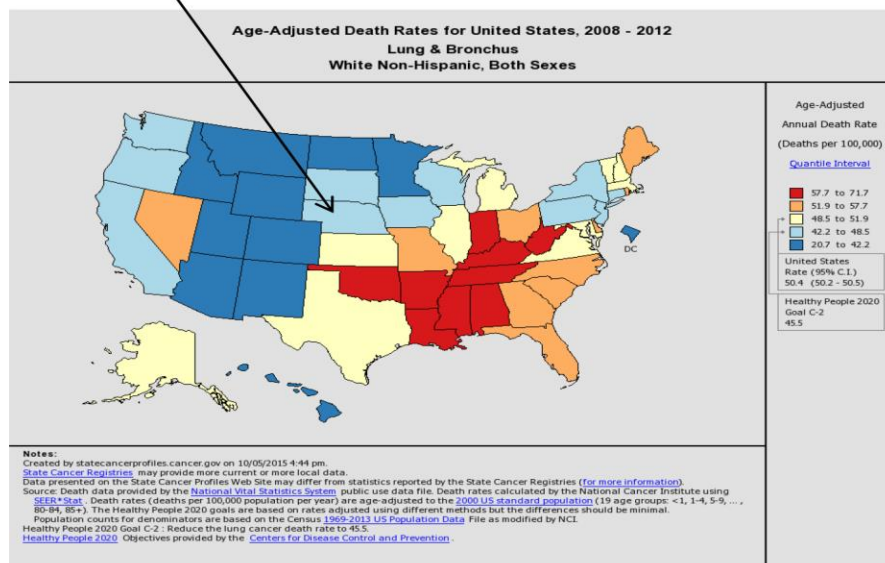 Age-Adjusted Death Rates for United States, 2008 - 2012
Lung & Bronchus
White Non-Hispanic, Both Sexes
Age-Adjusted
Annual Death Rate
(Deaths per 100,000)
Quantile Interval
57.7 to 71.7
51.9 to 57.7
48.5 to 51.9
42.2 to 48.5
20.7 to 42.2
United States
Rate (95% C.I.)
50.4 (50.2 - 50.5)
Healthy People 2020
Goal C-2
45.5
DC
Notes:
Created by statecancerprofiles.cancer.gov on 10/05/2015 4:44 pm.
State Cancer Registries may provide more current or more local data.
Data presented on the State Cancer Profiles Web Site may differ from statistics reported by the State Cancer Registries (for more information).
Source: Death data provided by the National Vital Statistics System public use data file. Death rates calculated by the National Cancer Institute using
SEER*Stat . Death rates (deaths per 100,000 population per year) are age-adjusted to the 2000 US standard population (19 age groups: <1, 1-4, 5-9, ... ,
80-84, 85+). The Healthy People 2020 goals are based on rates adjusted using different methods but the differences should be minimal.
Population counts for denominators are based on the Census 1969-2013 US Population Data File as modified by NCI.
Healthy People 2020 Goal C-2 : Reduce the lung cancer death rate to 45.5.
Healthy People 2020 Objectives provided by the Centers for Disease Control and Prevention .